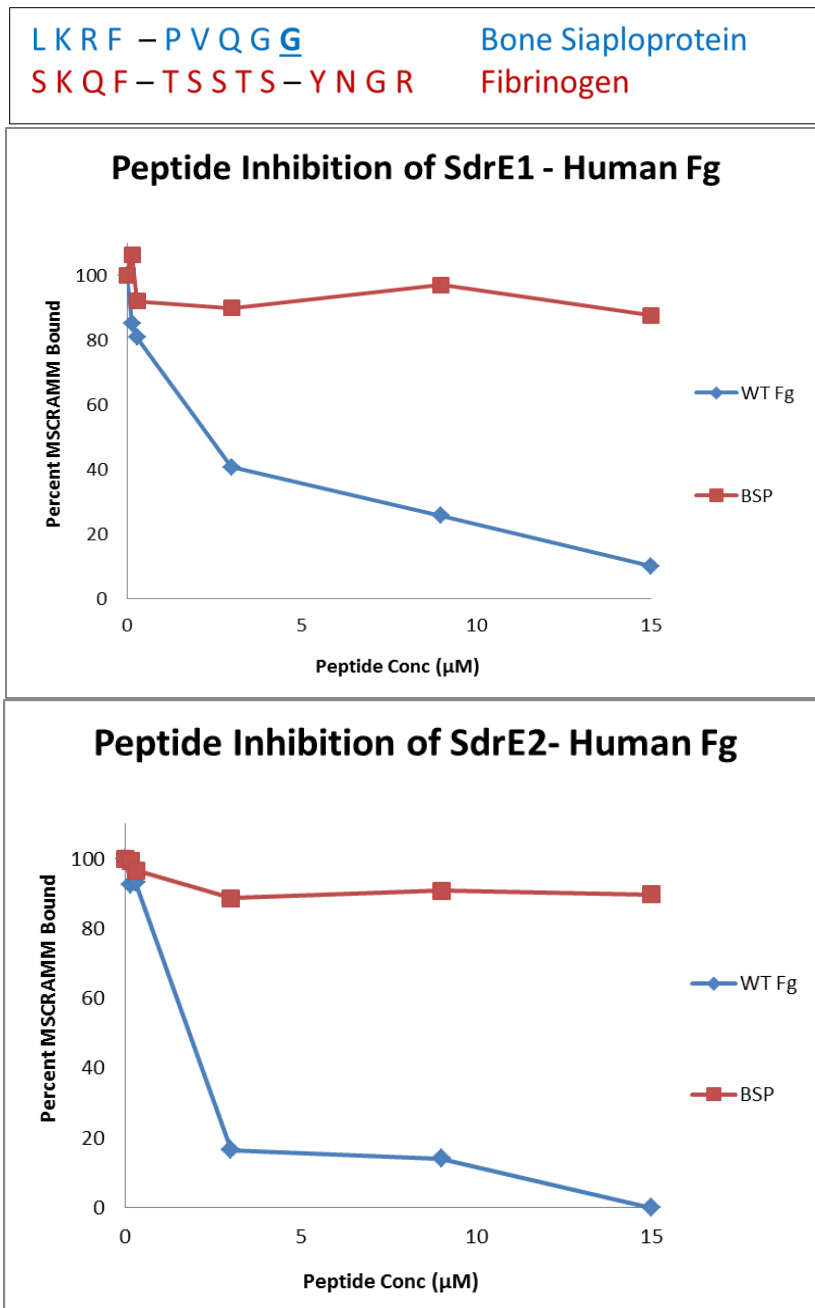 L K R F – P V Q G G Bone Siaploprotein
S K Q F – T S S T S – Y N G R Fibrinogen
Peptide Inhibition of SdrE1 - Human Fg
Percent MSCRAMM Bound
100
80
60
40
20
0
0 5 10 15
Peptide Conc (µM)
WT Fg
BSP
Peptide Inhibition of SdrE2- Human Fg
Percent MSCRAMM Bound
100
80
60
40
20
0
0 5 10 15
Peptide Conc (µM)
WT Fg
BSP